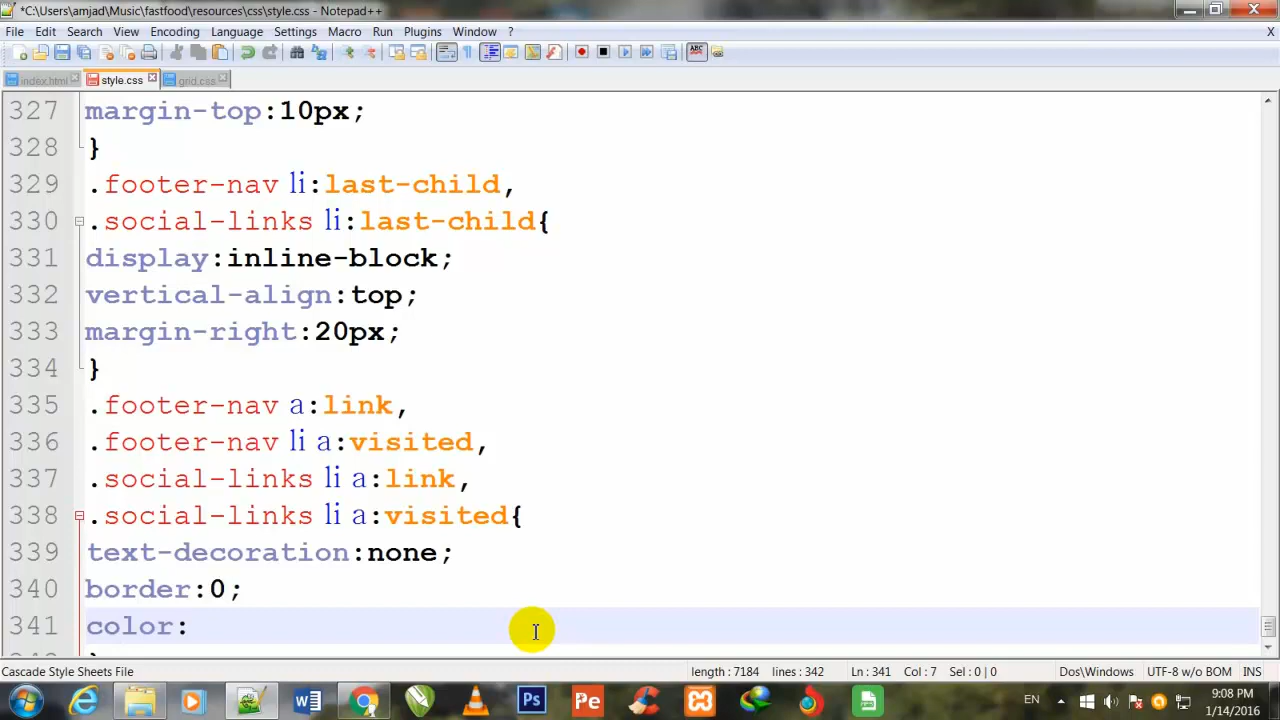 *C:\Users\amjad\Music\fastfood\resources\css\style.css - Notepad++
File Edit Search View Encoding Language Settings Macro Run Plugins Window ? X
index.html style.css grid.css
327 margin-top:10px;
328 }
329 .footer-nav li:last-child,
330 .social-links li:last-child{
331 display:inline-block;
332 vertical-align:top;
333 margin-right:20px;
334 }
335 .footer-nav a:link,
336 .footer-nav li a:visited,
337 .social-links li a:link,
338 .social-links li a:visited{
339 text-decoration:none;
340 border:0;
341 color:
Cascade Style Sheets File length : 7184 lines : 342 Ln : 341 Col : 7 Sel : 0 | 0 Dos\Windows UTF-8 w/o BOM INS
EN 9:08 PM
1/14/2016